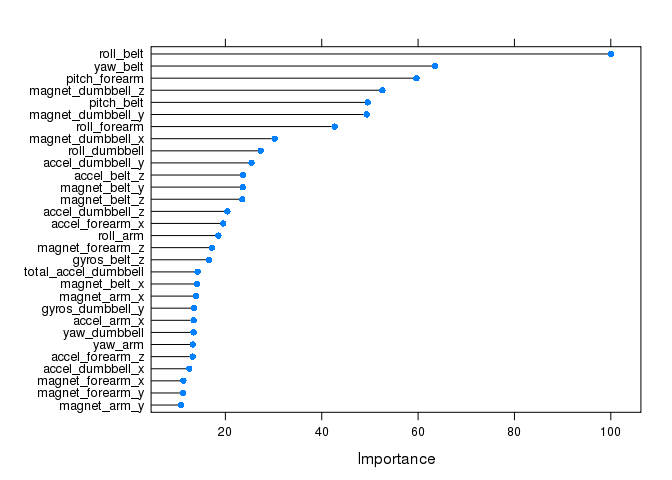 roll_belt
yaw_belt
pitch_forearm
magnet_dumbbell_z
pitch_belt
magnet_dumbbell_y
roll_forearm
magnet_dumbbell_x
roll_dumbbell
accel_dumbbell_y
accel_belt_z
magnet_belt_y
magnet_belt_z
accel_dumbbell_z
accel_forearm_x
roll_arm
magnet_forearm_z
gyros_belt_z
total_accel_dumbbell
magnet_belt_x
magnet_arm_x
gyros_dumbbell_y
accel_arm_x
yaw_dumbbell
yaw_arm
accel_forearm_z
accel_dumbbell_x
magnet_forearm_x
magnet_forearm_y
magnet_arm_y
20 40 60 80 100
Importance